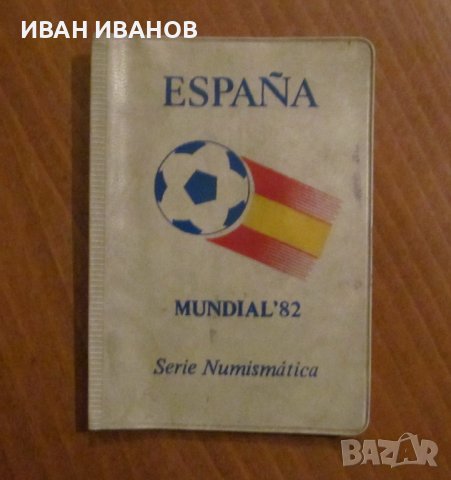 ИВАН ИВАНОВ
ESPAÑA
MUNDIAL'82
Serie Numismática
BAZAR